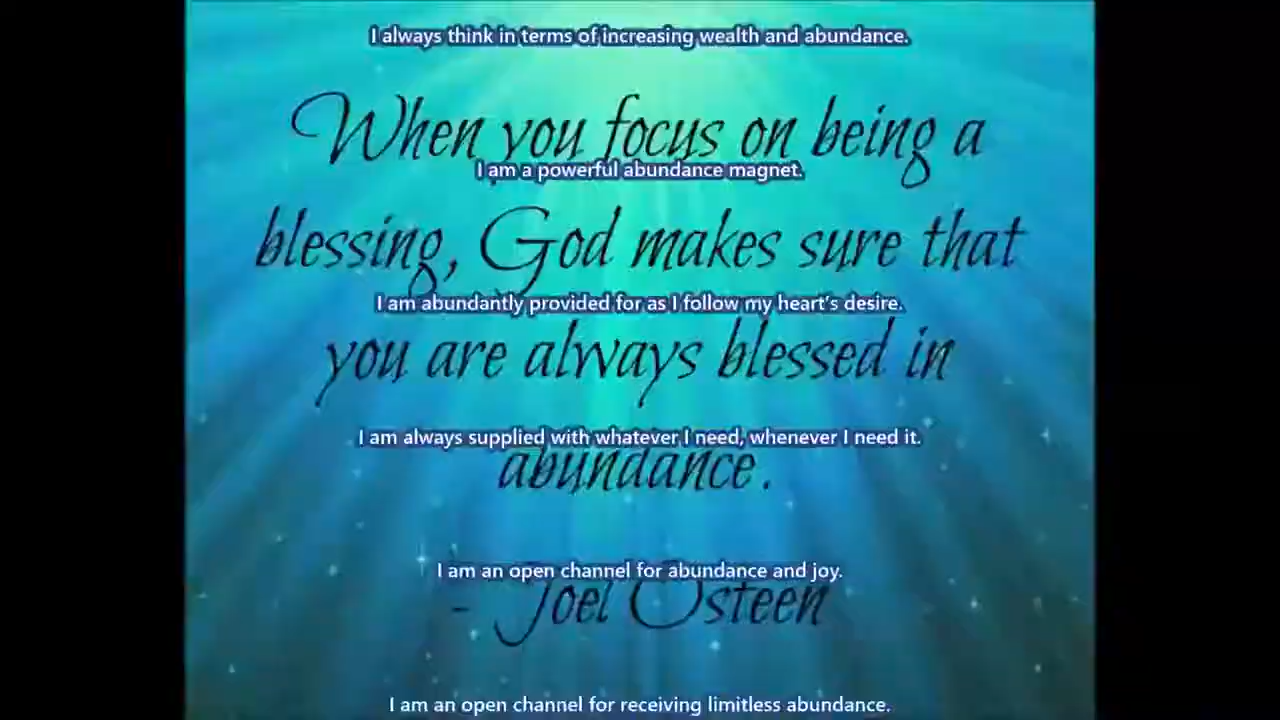 I always think in terms of increasing wealth and abundance.
When you focus on being a
I am a powerful abundance magnet.
blessing, God makes sure that
I am abundantly provided for as I follow my heart's desire.
you are always blessed in
I am always supplied with whatever I need, whenever I need it.
abundance.
I am an open channel for abundance and joy.
- Joel Osteen
I am an open channel for receiving limitless abundance.